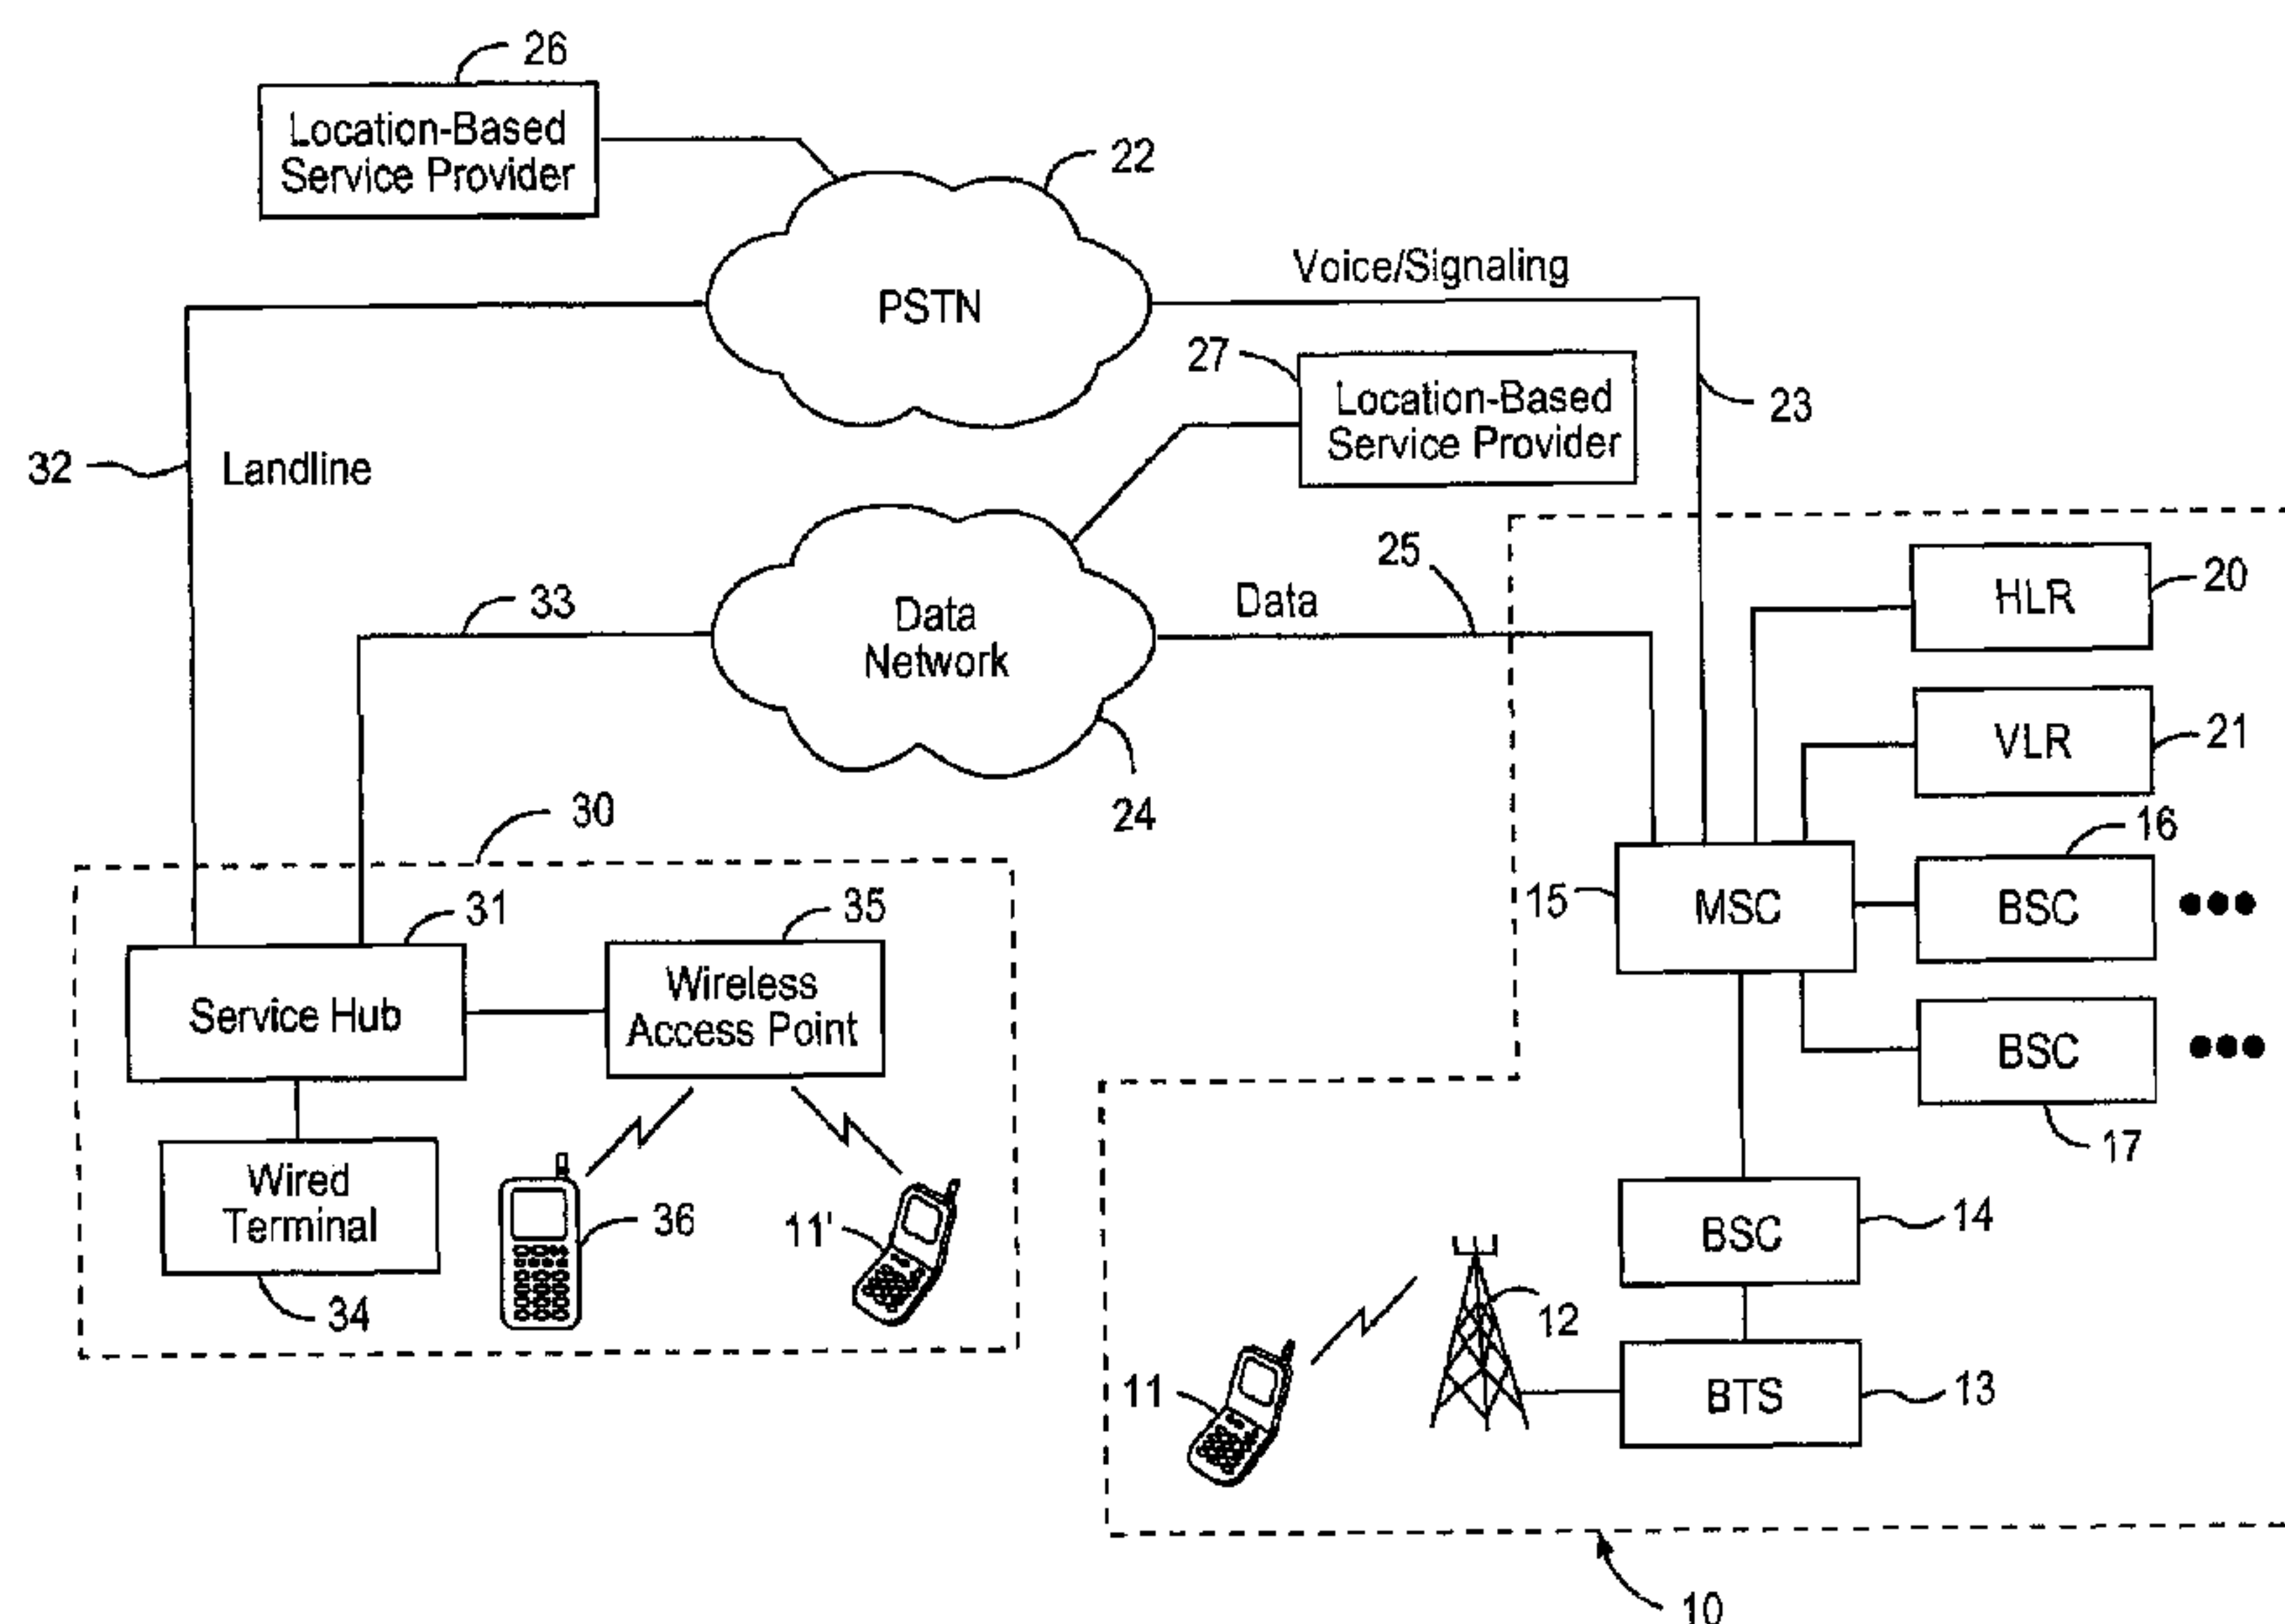 26
Location-Based
Service Provider
22
PSTN
Voice/Signaling
27
Location-Based
Service Provider
23
32
Landline
25
HLR
20
33
Data
Network
Data
VLR
21
24
30
16
31
35
15
MSC
BSC
●●●
Service Hub
Wireless
Access Point
BSC
●●●
17
Wired
Terminal
36
11'
BSC
14
34
12
11
BTS
13
10